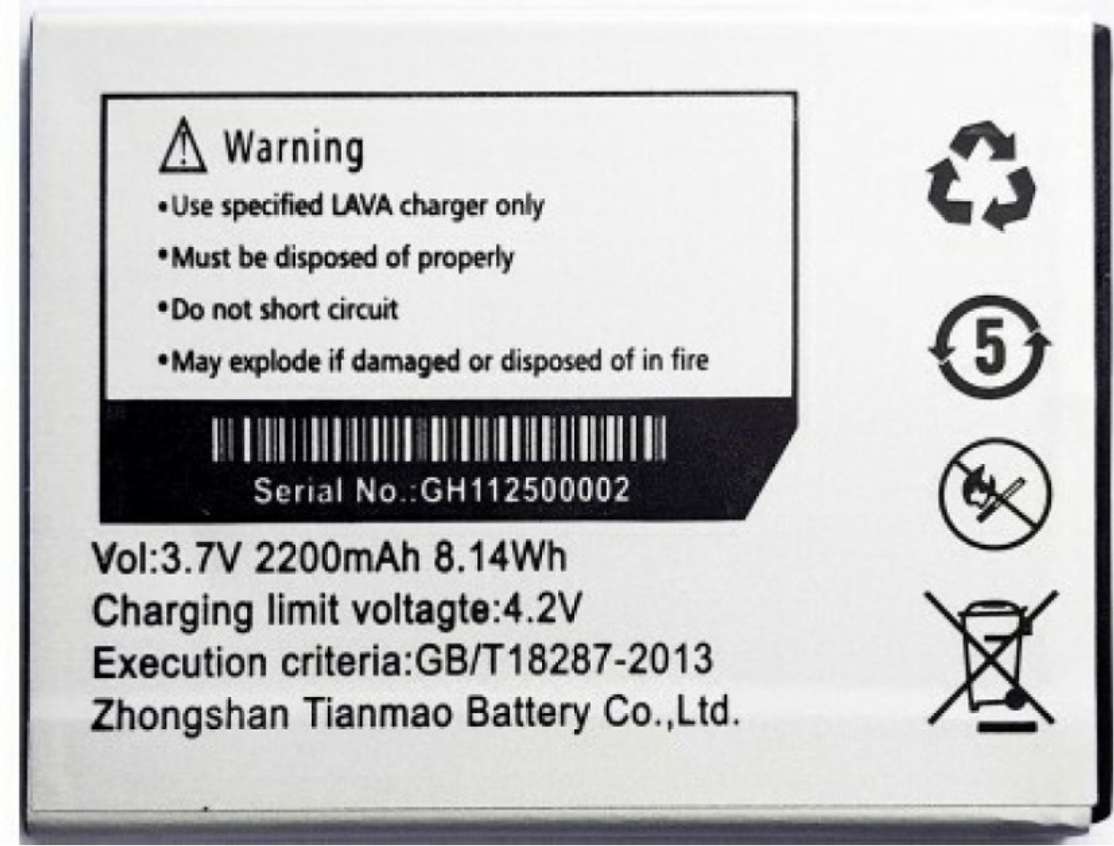 Warning
•Use specified LAVA charger only
•Must be disposed of properly
•Do not short circuit
•May explode if damaged or disposed of in fire
Serial No.:GH112500002
Vol:3.7V 2200mAh 8.14Wh
Charging limit voltagte:4.2V
Execution criteria:GB/T18287-2013
Zhongshan Tianmao Battery Co.,Ltd.
5